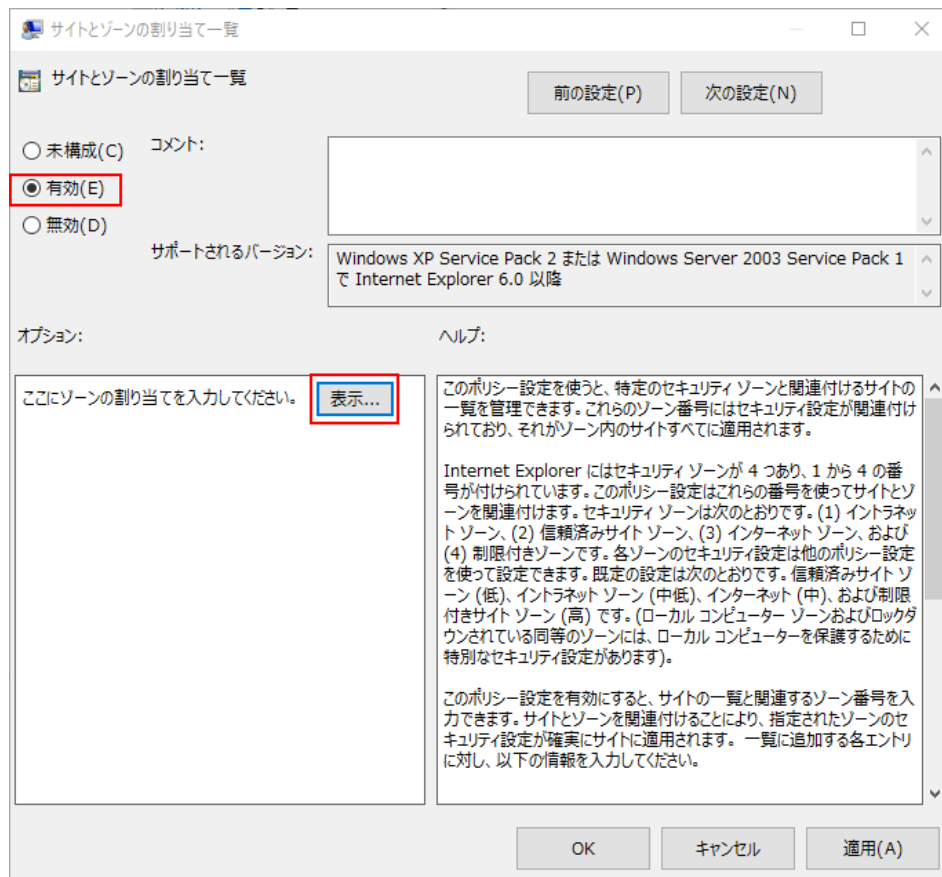 サイトとゾーンの割り当て一覧
サイトとゾーンの割り当て一覧
前の設定(P)
次の設定(N)
未構成(C)
コメント:
有効(E)
無効(D)
サポートされるバージョン:
Windows XP Service Pack 2 または Windows Server 2003 Service Pack 1
で Internet Explorer 6.0 以降
オプション:
ヘルプ:
ここにゾーンの割り当てを入力してください。
表示...
このポリシー設定を使うと、特定のセキュリティ ゾーンと関連付けるサイトの
一覧を管理できます。これらのゾーン番号にはセキュリティ設定が関連付け
られており、それがゾーン内のサイトすべてに適用されます。
Internet Explorer にはセキュリティ ゾーンが 4 つあり、1 から 4 の番
号が付けられています。このポリシー設定はこれらの番号を使ってサイトとゾ
ーンを関連付けます。セキュリティ ゾーンは次のとおりです。(1) イントラネッ
ト ゾーン、(2) 信頼済みサイト ゾーン、(3) インターネット ゾーン、および
(4) 制限付きゾーンです。各ゾーンのセキュリティ設定は他のポリシー設定
を使って設定できます。既定の設定は次のとおりです。信頼済みサイト ゾ
ーン (低)、イントラネット ゾーン (中低)、インターネット (中)、および制限
付きサイト ゾーン (高) です。(ローカル コンピューター ゾーンおよびロックダ
ウンされている同等のゾーンには、ローカル コンピューターを保護するために
特別なセキュリティ設定があります)。
このポリシー設定を有効にすると、サイトの一覧と関連するゾーン番号を入
力できます。サイトとゾーンを関連付けることにより、指定されたゾーンのセ
キュリティ設定が確実にサイトに適用されます。 一覧に追加する各エントリ
に対し、以下の情報を入力してください。
OK
キャンセル
適用(A)